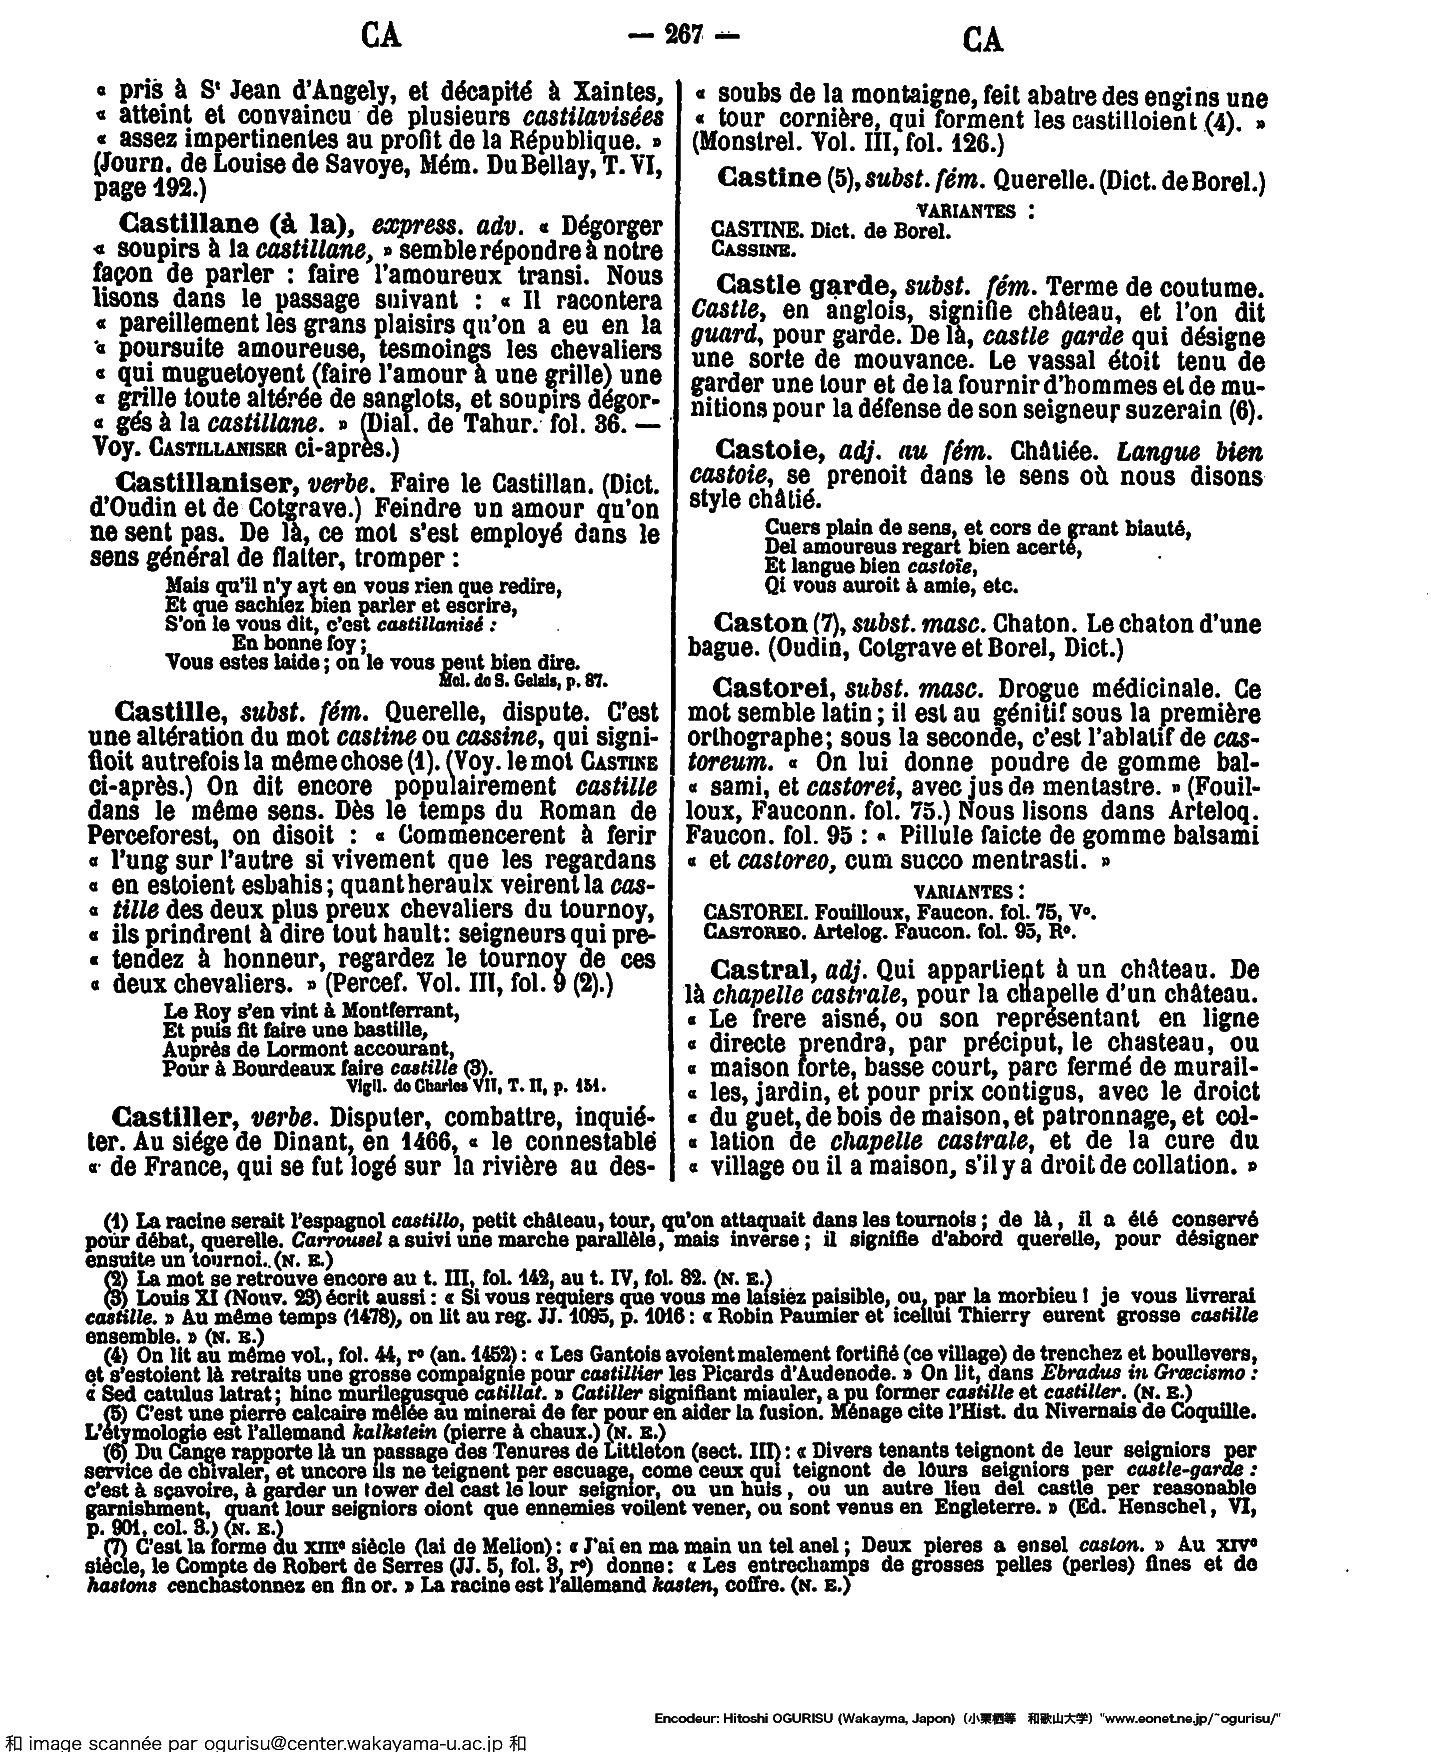 CA
— 267 —
CA
« pris à St Jean d'Angely, et décapité à Xaintes,
« atteint et convaincu de plusieurs castilavisées
« assez impertinentes au profit de la République. »
(Journ. de Louise de Savoye, Mém. Du Bellay, T. VI,
page 192.)
Castillane (à la), express. adv. « Dégorger
« soupirs à la castillane, » semble répondre à notre
façon de parler : faire l'amoureux transi. Nous
lisons dans le passage suivant : « Il racontera
« pareillement les grans plaisirs qu'on a eu en la
« poursuite amoureuse, tesmoings les chevaliers
« qui muguetoyent (faire l'amour à une grille) une
« grille toute altérée de sanglots, et soupirs dégor-
« gés à la castillane. » (Dial. de Tahur. fol. 36. —
Voy. CASTILLANISER ci-après.)
Castillaniser, verbe. Faire le Castillan. (Dict.
d'Oudin et de Cotgrave.) Feindre un amour qu'on
ne sent pas. De là, ce mot s'est employé dans le
sens général de flatter, tromper :
Mais qu'il n'y ayt en vous rien que redire,
Et que sachiez bien parler et escrire,
S'on le vous dit, c'est castillanisé :
En bonne foy ;
Vous estes laide ; on le vous peut bien dire.
Mel. de S. Gelais, p. 87.
Castille, subst. fém. Querelle, dispute. C'est
une altération du mot castine ou cassine, qui signi-
fioit autrefois la même chose (1). (Voy. le mot CASTINE
ci-après.) On dit encore populairement castille
dans le même sens. Dès le temps du Roman de
Perceforest, on disoit : « Commencerent à ferir
« l'ung sur l'autre si vivement que les regardans
« en estoient esbahis ; quant heraulx veirent la cas-
« tille des deux plus preux chevaliers du tournoy,
« ils prindrent à dire tout hault : seigneurs qui pre-
« tendez à honneur, regardez le tournoy de ces
« deux chevaliers. » (Percef. Vol. III, fol. 9 (2).)
Le Roy s'en vint à Montferrant,
Et puis fit faire une bastille,
Auprès de Lormont accourant,
Pour à Bourdeaux faire castille (3).
Vigil. de Charles VII, T. II, p. 151.
Castiller, verbe. Disputer, combattre, inquié-
ter. Au siége de Dinant, en 1466, « le connestable
« de France, qui se fut logé sur la rivière au des-
« soubs de la montaigne, feit abatre des engins une
« tour cornière, qui forment les castilloient (4). »
(Monstrel. Vol. III, fol. 126.)
Castine (5), subst. fém. Querelle. (Dict. de Borel.)
VARIANTES :
CASTINE. Dict. de Borel.
CASSINE.
Castle garde, subst. fém. Terme de coutume.
Castle, en anglois, signifie château, et l'on dit
guard, pour garde. De là, castle garde qui désigne
une sorte de mouvance. Le vassal étoit tenu de
garder une tour et de la fournir d'hommes et de mu-
nitions pour la défense de son seigneur suzerain (6).
Castoie, adj. au fém. Châtiée. Langue bien
castoie, se prenoit dans le sens où nous disons
style châtié.
Cuers plain de sens, et cors de grant biauté,
Del amoureus regart bien acerté,
Et langue bien castoïe,
Qi vous auroit à amie, etc.
Caston (7), subst. masc. Chaton. Le chaton d'une
bague. (Oudin, Cotgrave et Borel, Dict.)
Castorei, subst. masc. Drogue médicinale. Ce
mot semble latin ; il est au génitif sous la première
orthographe ; sous la seconde, c'est l'ablatif de cas-
toreum. « On lui donne poudre de gomme bal-
« sami, et castorei, avec jus de mentastre. » (Fouil-
loux, Fauconn. fol. 75.) Nous lisons dans Arteloq.
Faucon. fol. 95 : « Pillule faicte de gomme balsami
« et castoreo, cum succo mentrasti. »
VARIANTES :
CASTOREI. Fouilloux, Faucon. fol. 75, Vo.
CASTOREO. Artelog. Faucon. fol. 95, Ro.
Castral, adj. Qui appartient à un château. De
là chapelle castrale, pour la chapelle d'un château.
« Le frere aisné, ou son représentant en ligne
« directe prendra, par préciput, le chasteau, ou
« maison forte, basse court, parc fermé de murail-
« les, jardin, et pour prix contigus, avec le droict
« du guet, de bois de maison, et patronnage, et col-
« lation de chapelle castrale, et de la cure du
« village ou il a maison, s'il y a droit de collation. »
(1) La racine serait l'espagnol castillo, petit château, tour, qu'on attaquait dans les tournois ; de là, il a été conservé
pour débat, querelle. Carrousel a suivi une marche parallèle, mais inverse ; il signifie d'abord querelle, pour désigner
ensuite un tournoi. (N. E.)
(2) La mot se retrouve encore au t. III, fol. 142, au t. IV, fol. 82. (N. E.)
(3) Louis XI (Nouv. 23) écrit aussi : « Si vous requiers que vous me laisiez paisible, ou, par la morbieu ! je vous livrerai
castille. » Au même temps (1478), on lit au reg. JJ. 1095, p. 1016 : « Robin Paumier et icellui Thierry eurent grosse castille
ensemble. » (N. E.)
(4) On lit au même vol., fol. 44, ro (an. 1452) : « Les Gantois avoient malement fortifié (ce village) de trenchez et boullevers,
et s'estoient là retraits une grosse compaignie pour castillier les Picards d'Audenode. » On lit, dans Ebradus in Græcismo :
« Sed catulus latrat ; hinc murilegusque catillat. » Catiller signifiant miauler, a pu former castille et castiller. (N. E.)
(5) C'est une pierre calcaire mêlée au minerai de fer pour en aider la fusion. Ménage cite l'Hist. du Nivernais de Coquille.
L'étymologie est l'allemand kalkstein (pierre à chaux.) (N. E.)
(6) Du Cange rapporte là un passage des Tenures de Littleton (sect. III) : « Divers tenants teignont de leur seigniors per
service de chivaler, et uncore ils ne teignent per escuage, come ceux qui teignont de lours seigniors per castle-garde :
c'est à sçavoire, à garder un tower del cast le lour seignior, ou un huis, ou un autre lieu del castle per reasonable
garnishment, quant lour seigniors oiont que ennemies voilent vener, ou sont venus en Engleterre. » (Ed. Henschel, VI,
p. 901, col. 3.) (N. E.)
(7) C'est la forme du XIIIe siècle (lai de Melion) : « J'ai en ma main un tel anel ; Deux pieres a ensel caston. » Au XIVe
siècle, le Compte de Robert de Serres (JJ. 5, fol. 3, ro) donne : « Les entrechamps de grosses pelles (perles) fines et de
hastons cenchastonnez en fin or. » La racine est l'allemand kasten, coffre. (N. E.)
Encodeur: Hitoshi OGURISU (Wakayma, Japon) (小栗栖等 和歌山大学) "www.eonet.ne.jp/~ogurisu/"
和 image scannée par ogurisu@center.wakayama-u.ac.jp 和